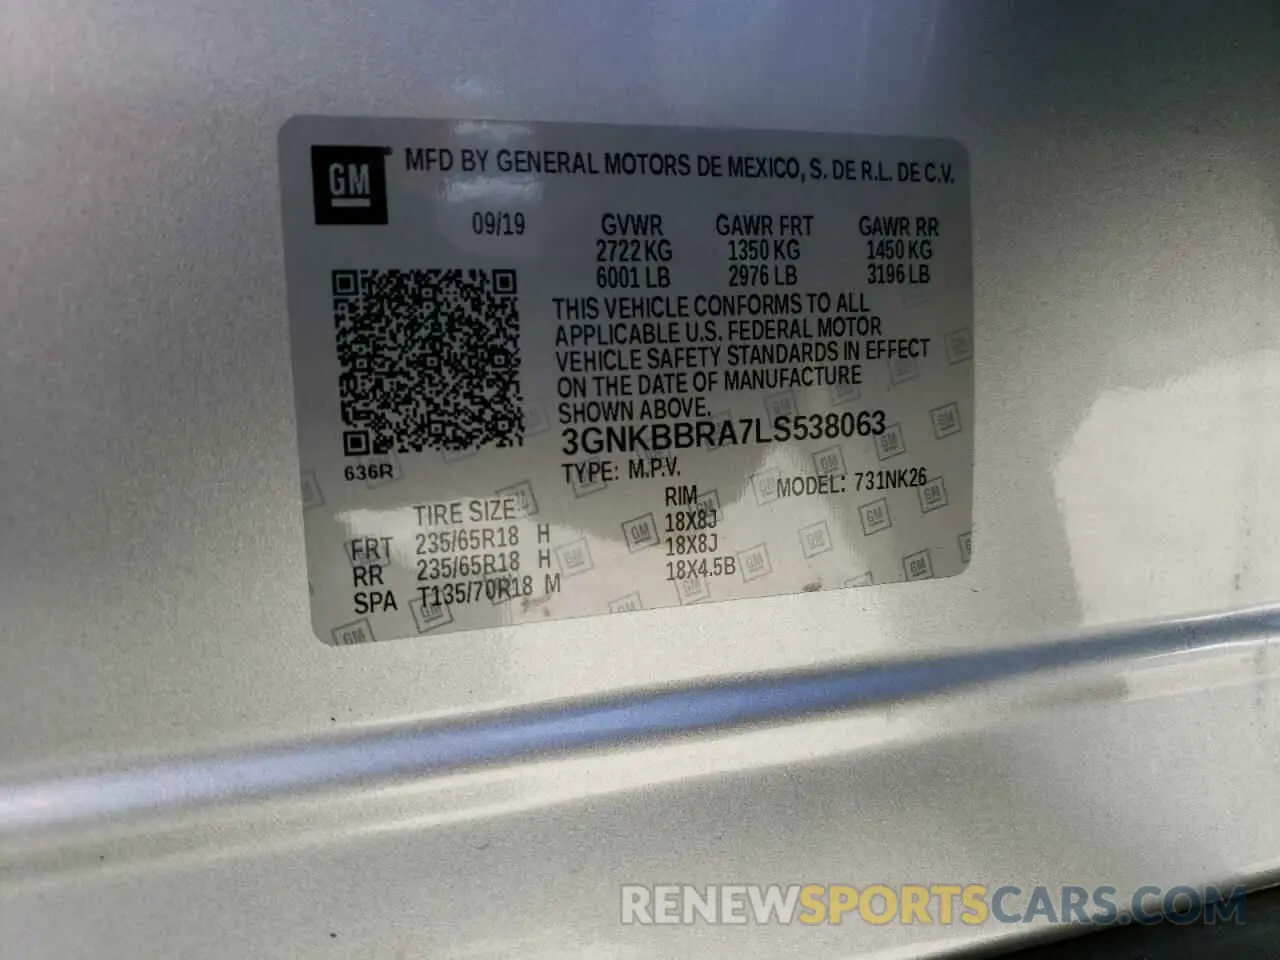 GM
MFD BY GENERAL MOTORS DE MEXICO, S. DE R.L. DE C.V.
09/19 GVWR GAWR FRT GAWR RR
2722 KG 1350 KG 1450 KG
6001 LB 2976 LB 3196 LB
THIS VEHICLE CONFORMS TO ALL
APPLICABLE U.S. FEDERAL MOTOR
VEHICLE SAFETY STANDARDS IN EFFECT
ON THE DATE OF MANUFACTURE
SHOWN ABOVE.
3GNKBBRA7LS538063
636R
TYPE: M.P.V.
MODEL: 731NK26
TIRE SIZE RIM
FRT 235/65R18 H 18X8J
RR 235/65R18 H 18X8J
SPA T135/70R18 M 18X4.5B
RENEWSPORTSCARS.COM